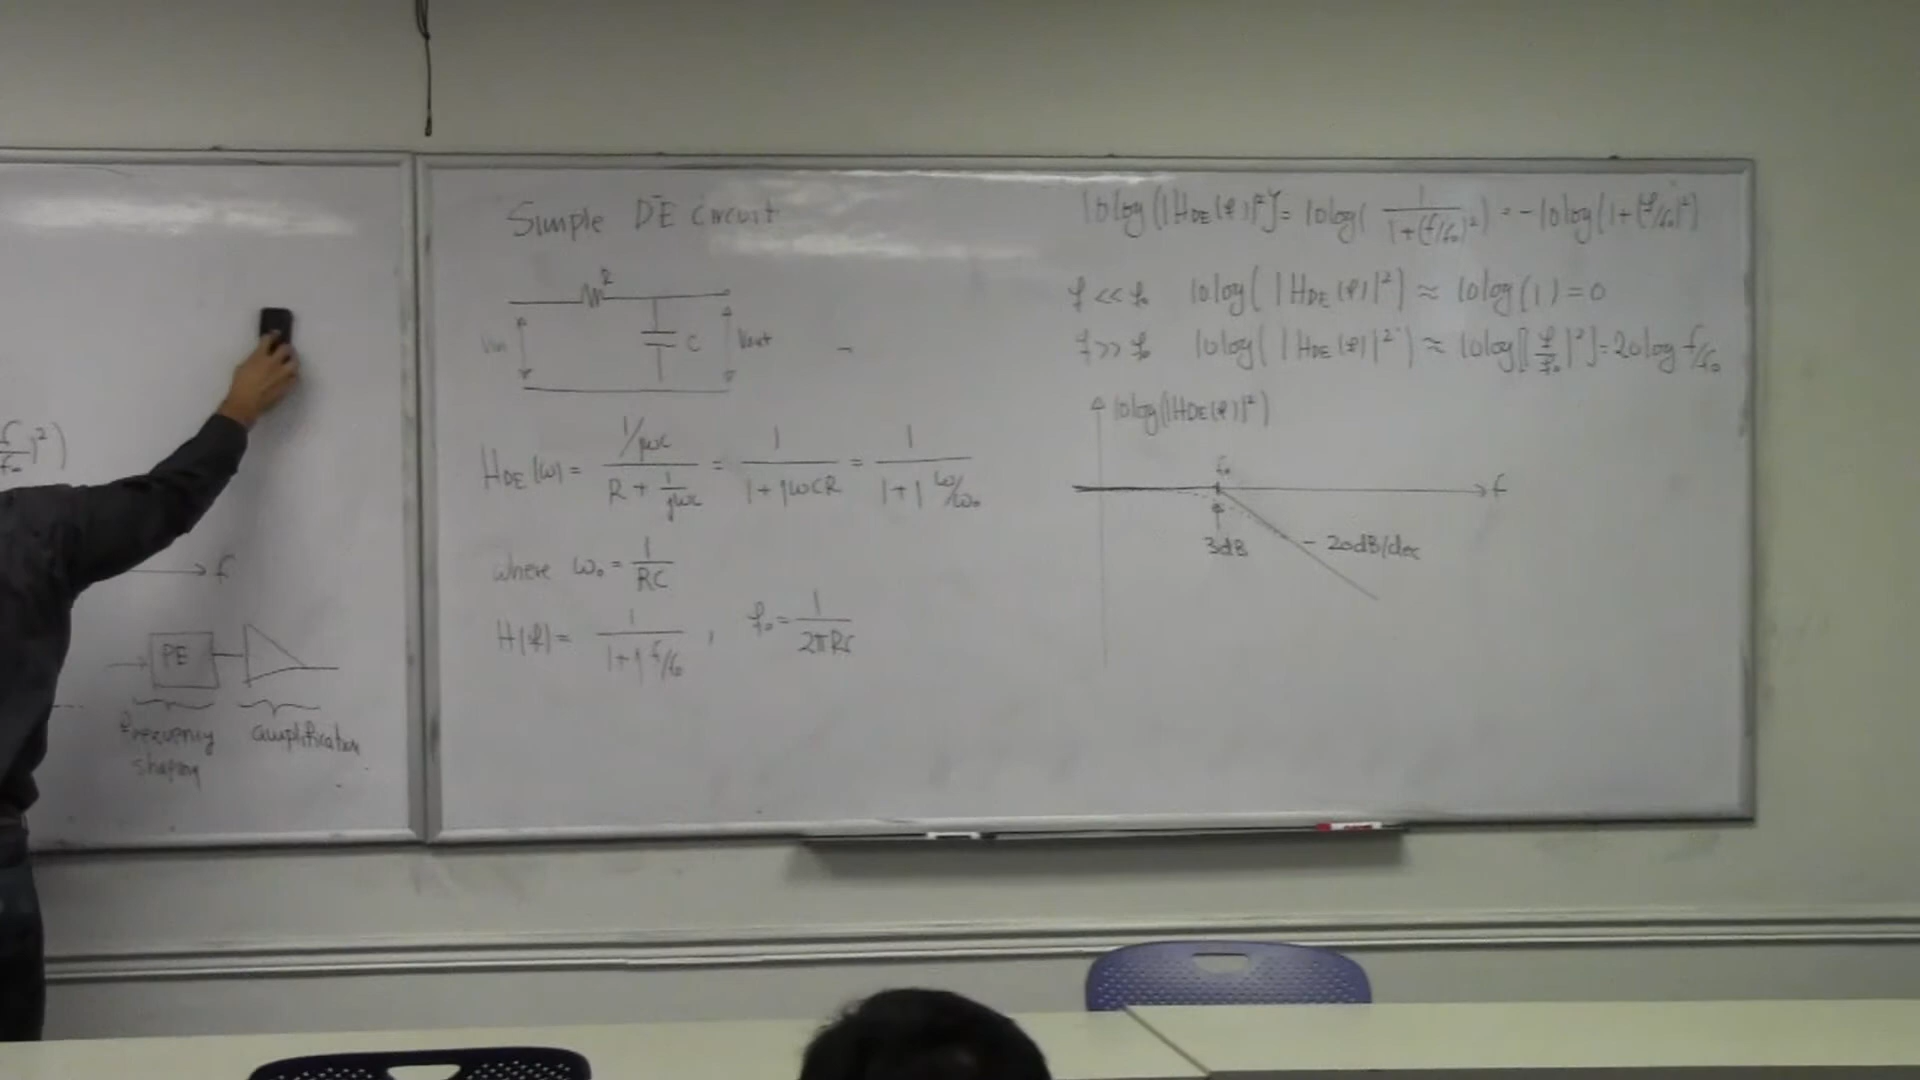 f/f₀)²)
f
PE
frequency shaping
amplification
Simple DE circuit
R
Vin
C
Vout
H_DE(ω) = (1/jωc)/(R + 1/jωc) = 1/(1+jωCR) = 1/(1+j ω/ω₀)
where ω₀ = 1/RC
H(f) = 1/(1+j f/f₀) , f₀ = 1/(2πRC)
10log(|H_DE(f)|²) = 10log(1/(1+(f/f₀)²)) = -10log(1+(f/f₀)²)
f << f₀ 10log(|H_DE(f)|²) ≈ 10log(1) = 0
f >> f₀ 10log(|H_DE(f)|²) ≈ 10log[|f/f₀|²] = 20log f/f₀
10log(|H_DE(f)|²)
f₀
f
3dB
- 20dB/dec